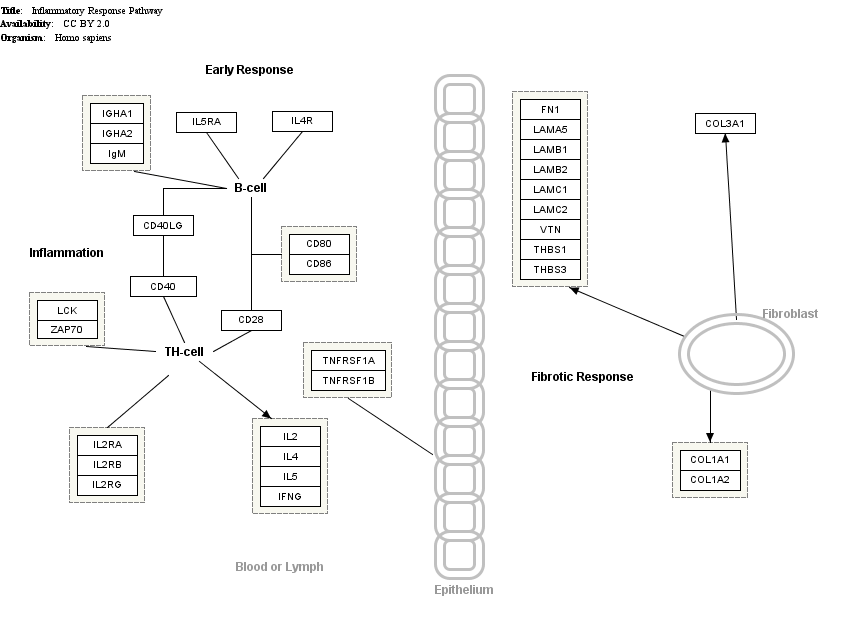 Title: Inflammatory Response Pathway
Availability: CC BY 2.0
Organism: Homo sapiens
Early Response
IGHA1
IGHA2
IgM
IL5RA
IL4R
B-cell
CD40LG
CD80
CD86
Inflammation
CD40
LCK
ZAP70
CD28
TH-cell
TNFRSF1A
TNFRSF1B
IL2RA
IL2RB
IL2RG
IL2
IL4
IL5
IFNG
Blood or Lymph
Epithelium
FN1
LAMA5
LAMB1
LAMB2
LAMC1
LAMC2
VTN
THBS1
THBS3
COL3A1
Fibroblast
Fibrotic Response
COL1A1
COL1A2